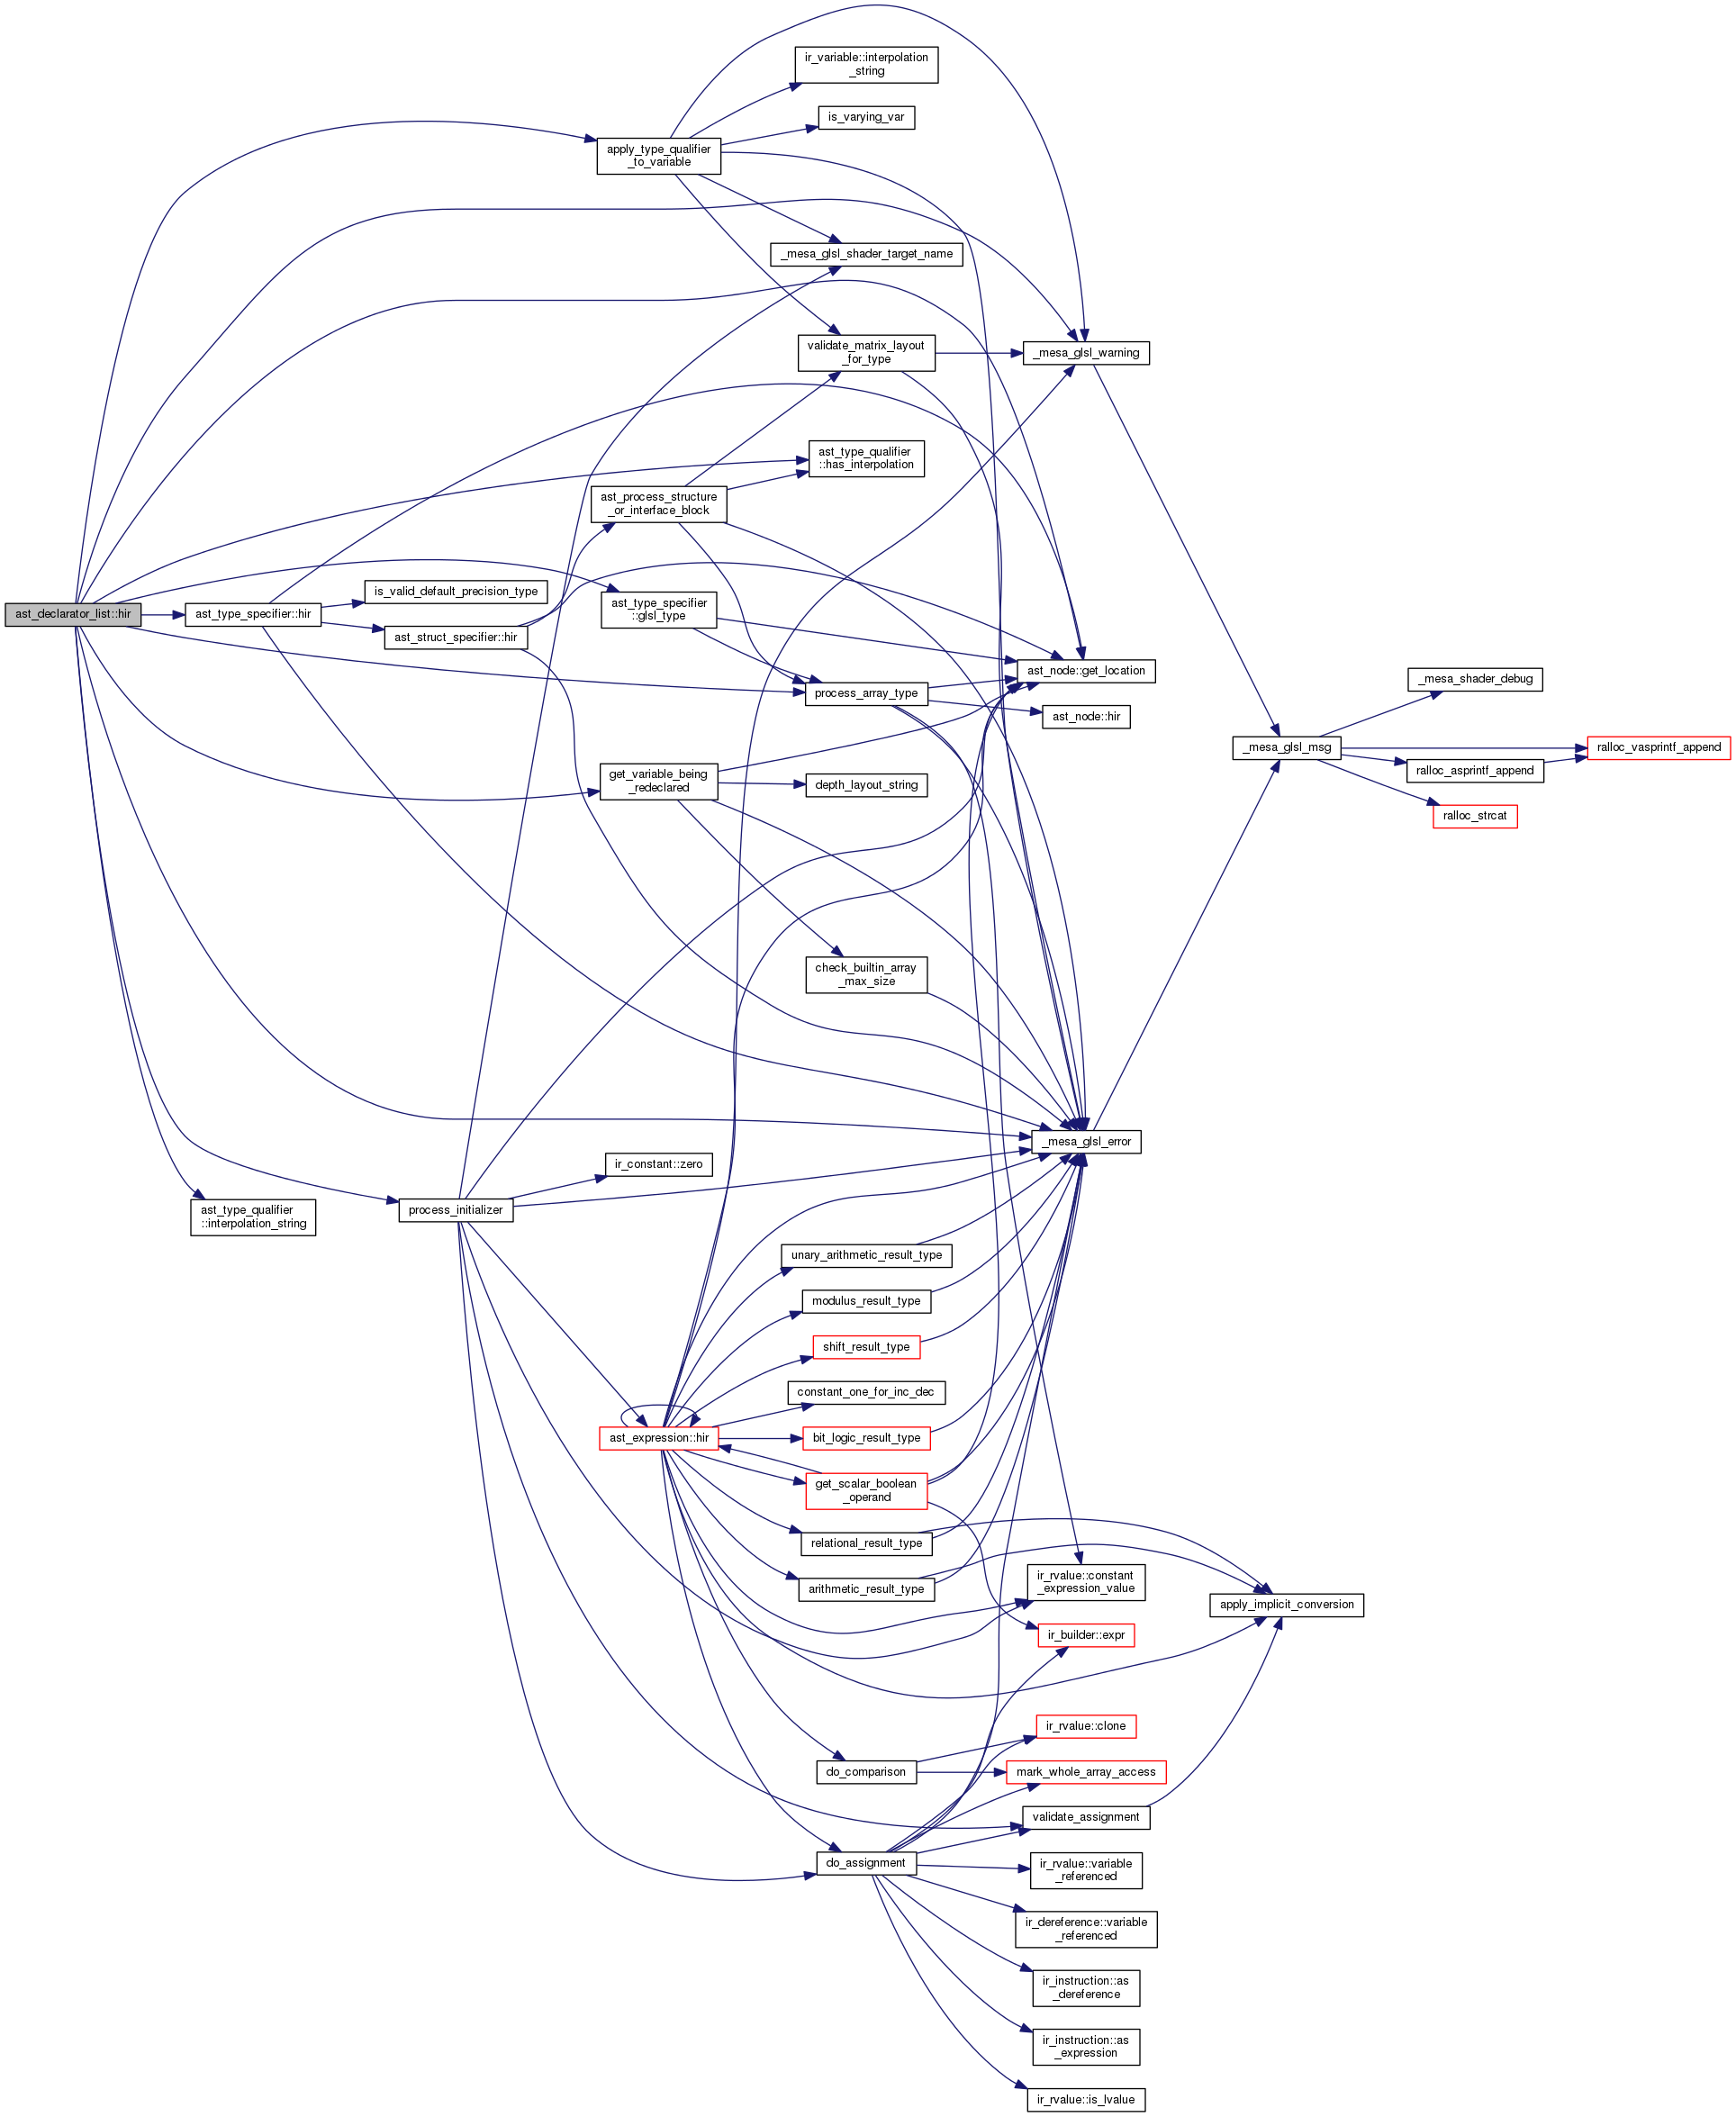 ir_variable::interpolation
_string
is_varying_var
apply_type_qualifier
_to_variable
_mesa_glsl_shader_target_name
validate_matrix_layout
_for_type
_mesa_glsl_warning
ast_type_qualifier
::has_interpolation
ast_process_structure
_or_interface_block
is_valid_default_precision_type
ast_declarator_list::hir
ast_type_specifier::hir
ast_type_specifier
::glsl_type
ast_struct_specifier::hir
ast_node::get_location
process_array_type
ast_node::hir
_mesa_shader_debug
_mesa_glsl_msg
ralloc_vasprintf_append
ralloc_asprintf_append
ralloc_strcat
get_variable_being
_redeclared
depth_layout_string
check_builtin_array
_max_size
_mesa_glsl_error
ir_constant::zero
ast_type_qualifier
::interpolation_string
process_initializer
unary_arithmetic_result_type
modulus_result_type
shift_result_type
constant_one_for_inc_dec
ast_expression::hir
bit_logic_result_type
get_scalar_boolean
_operand
relational_result_type
arithmetic_result_type
ir_rvalue::constant
_expression_value
apply_implicit_conversion
ir_builder::expr
ir_rvalue::clone
do_comparison
mark_whole_array_access
validate_assignment
do_assignment
ir_rvalue::variable
_referenced
ir_dereference::variable
_referenced
ir_instruction::as
_dereference
ir_instruction::as
_expression
ir_rvalue::is_lvalue